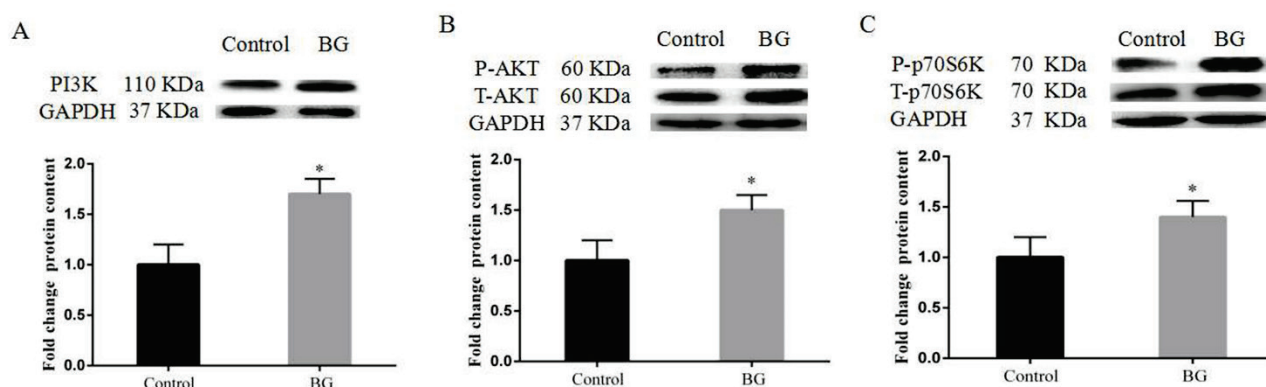 A
Control BG
PI3K 110 KDa
GAPDH 37 KDa
Fold change protein content
2.0
1.5
1.0
0.5
0.0
*
Control BG
B
Control BG
P-AKT 60 KDa
T-AKT 60 KDa
GAPDH 37 KDa
Fold change protein content
2.0
1.5
1.0
0.5
0.0
*
Control BG
C
Control BG
P-p70S6K 70 KDa
T-p70S6K 70 KDa
GAPDH 37 KDa
Fold change protein content
2.0
1.5
1.0
0.5
0.0
*
Control BG